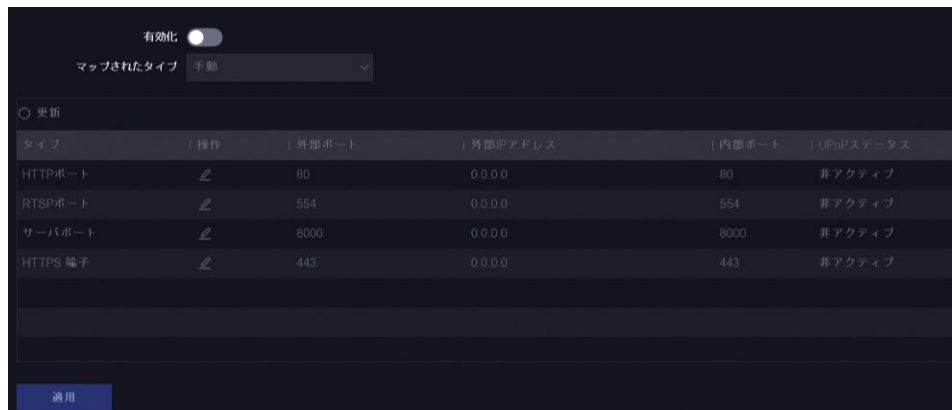 有効化
マップされたタイプ 手動
更新
タイプ | 操作 | 外部ポート | 外部IPアドレス | 内部ポート | UPnPステータス
HTTPポート 80 0.0.0.0 80 非アクティブ
RTSPポート 554 0.0.0.0 554 非アクティブ
サーバポート 8000 0.0.0.0 8000 非アクティブ
HTTPS 端子 443 0.0.0.0 443 非アクティブ
適用